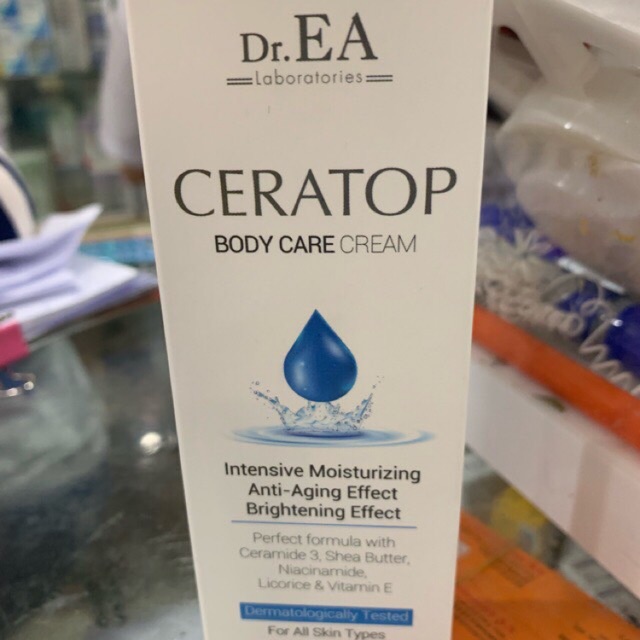 Dr.EA
Laboratories
CERATOP
BODY CARE CREAM
Intensive Moisturizing
Anti-Aging Effect
Brightening Effect
Perfect formula with
Ceramide 3, Shea Butter,
Niacinamide,
Licorice & Vitamin E
Dermatologically Tested
For All Skin Types